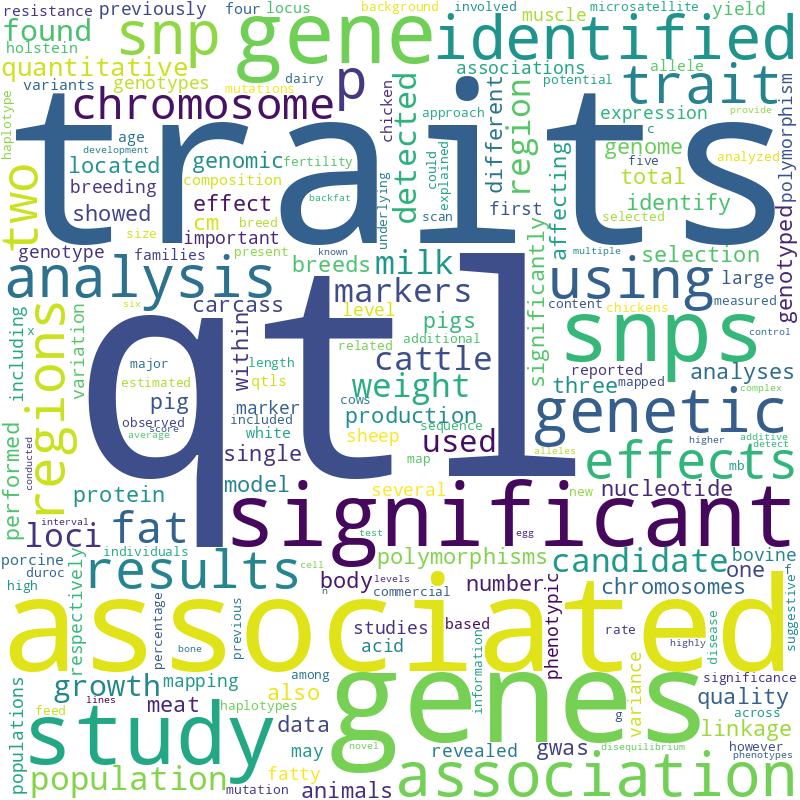 resistance previously four locus background involved microsatellite
found snp gene identified yield
holstein muscle
quantitative genotypes dairy associations allele
variants mutations trait
haplotype chromosome p chicken approach potential
traits
detected region different expression c provide
age development
two located genomic fertility could explained genome five analyzed polymorphism
breeding composition underlying scan first affecting total
showed effect backfat selected identify
size cm breed
genotype families important present known multiple selection
analysis breeds milk using genotyped
qtl
markers significantly content large measured
including x variation carcass level pigs additional chickens control
within related cattle snps
regions major length reported analyses
estimated qtls cows weight three mapped complex
pig marker included production sequence genetic
observed score white sheep map higher additive
average single used alleles mb detect effects
performed conducted protein model several new nucleotide
interval significant
loci fat test egg
porcine individuals results polymorphisms candidate bovine
duroc cell body levels number one f
high respectively percentage bone previous n commercial based phenotypic chromosomes suggestive
associated
studies rate disease highly
acid among information
growth mapping also genes variance significance
populations feed lines meat haplotypes quality
study data across
may novel revealed gwas g linkage
population fatty disequilibrium however
mutation animals association phenotypes